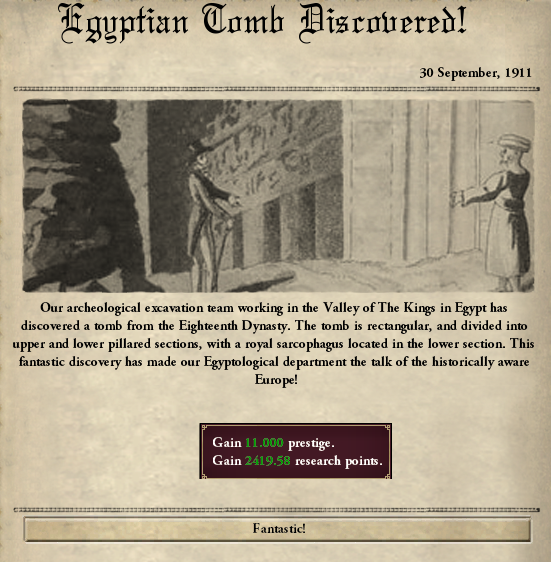 Egyptian Tomb Discovered!
30 September, 1911
Our archeological excavation team working in the Valley of The Kings in Egypt has
discovered a tomb from the Eighteenth Dynasty. The tomb is rectangular, and divided into
upper and lower pillared sections, with a royal sarcophagus located in the lower section. This
fantastic discovery has made our Egyptological department the talk of the historically aware
Europe!
Gain 11.000 prestige.
Gain 2419.58 research points.
Fantastic!